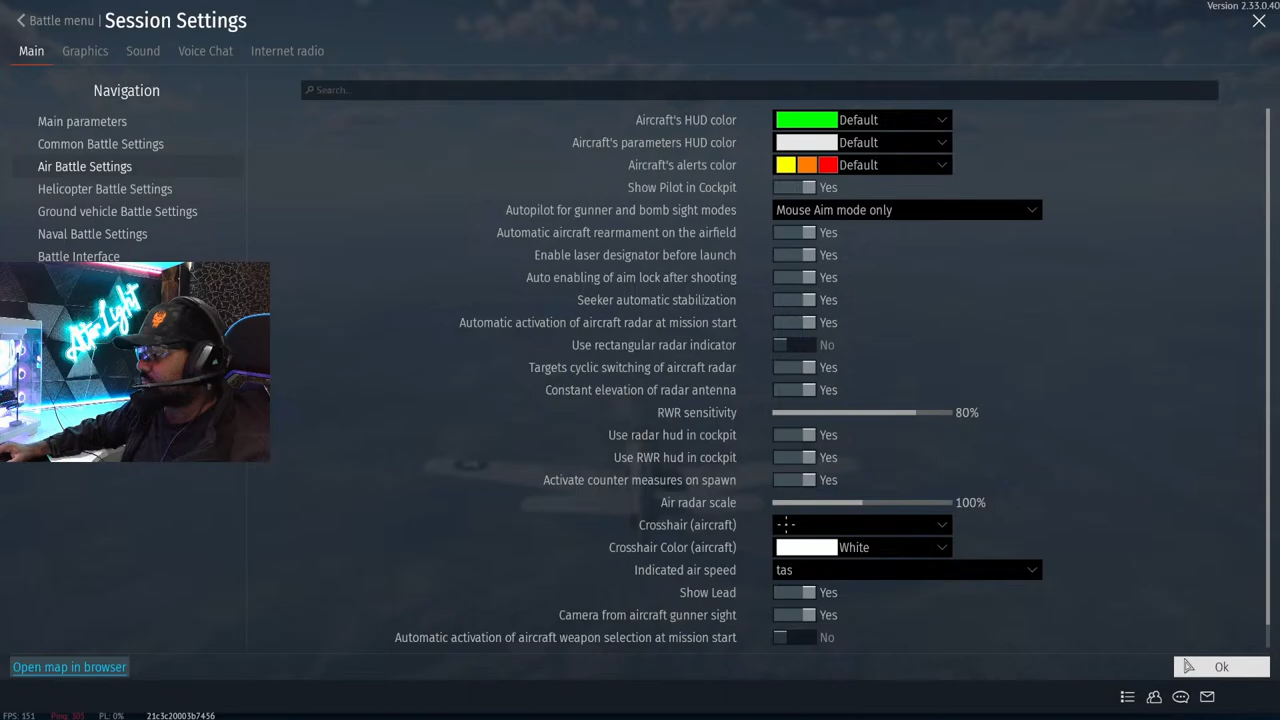 Version 2.33.0.40
Battle menu | Session Settings
Main Graphics Sound Voice Chat Internet radio
Navigation
Search...
Main parameters
Common Battle Settings
Air Battle Settings
Helicopter Battle Settings
Ground vehicle Battle Settings
Naval Battle Settings
Battle Interface
Air Light
Aircraft's HUD color Default
Aircraft's parameters HUD color Default
Aircraft's alerts color Default
Show Pilot in Cockpit Yes
Autopilot for gunner and bomb sight modes Mouse Aim mode only
Automatic aircraft rearmament on the airfield Yes
Enable laser designator before launch Yes
Auto enabling of aim lock after shooting Yes
Seeker automatic stabilization Yes
Automatic activation of aircraft radar at mission start Yes
Use rectangular radar indicator No
Targets cyclic switching of aircraft radar Yes
Constant elevation of radar antenna Yes
RWR sensitivity 80%
Use radar hud in cockpit Yes
Use RWR hud in cockpit Yes
Activate counter measures on spawn Yes
Air radar scale 100%
Crosshair (aircraft)
Crosshair Color (aircraft) White
Indicated air speed tas
Show Lead Yes
Camera from aircraft gunner sight Yes
Automatic activation of aircraft weapon selection at mission start No
Open map in browser
Ok
FPS: 151 Ping: 105 PL: 0% 21c3c20003b7456